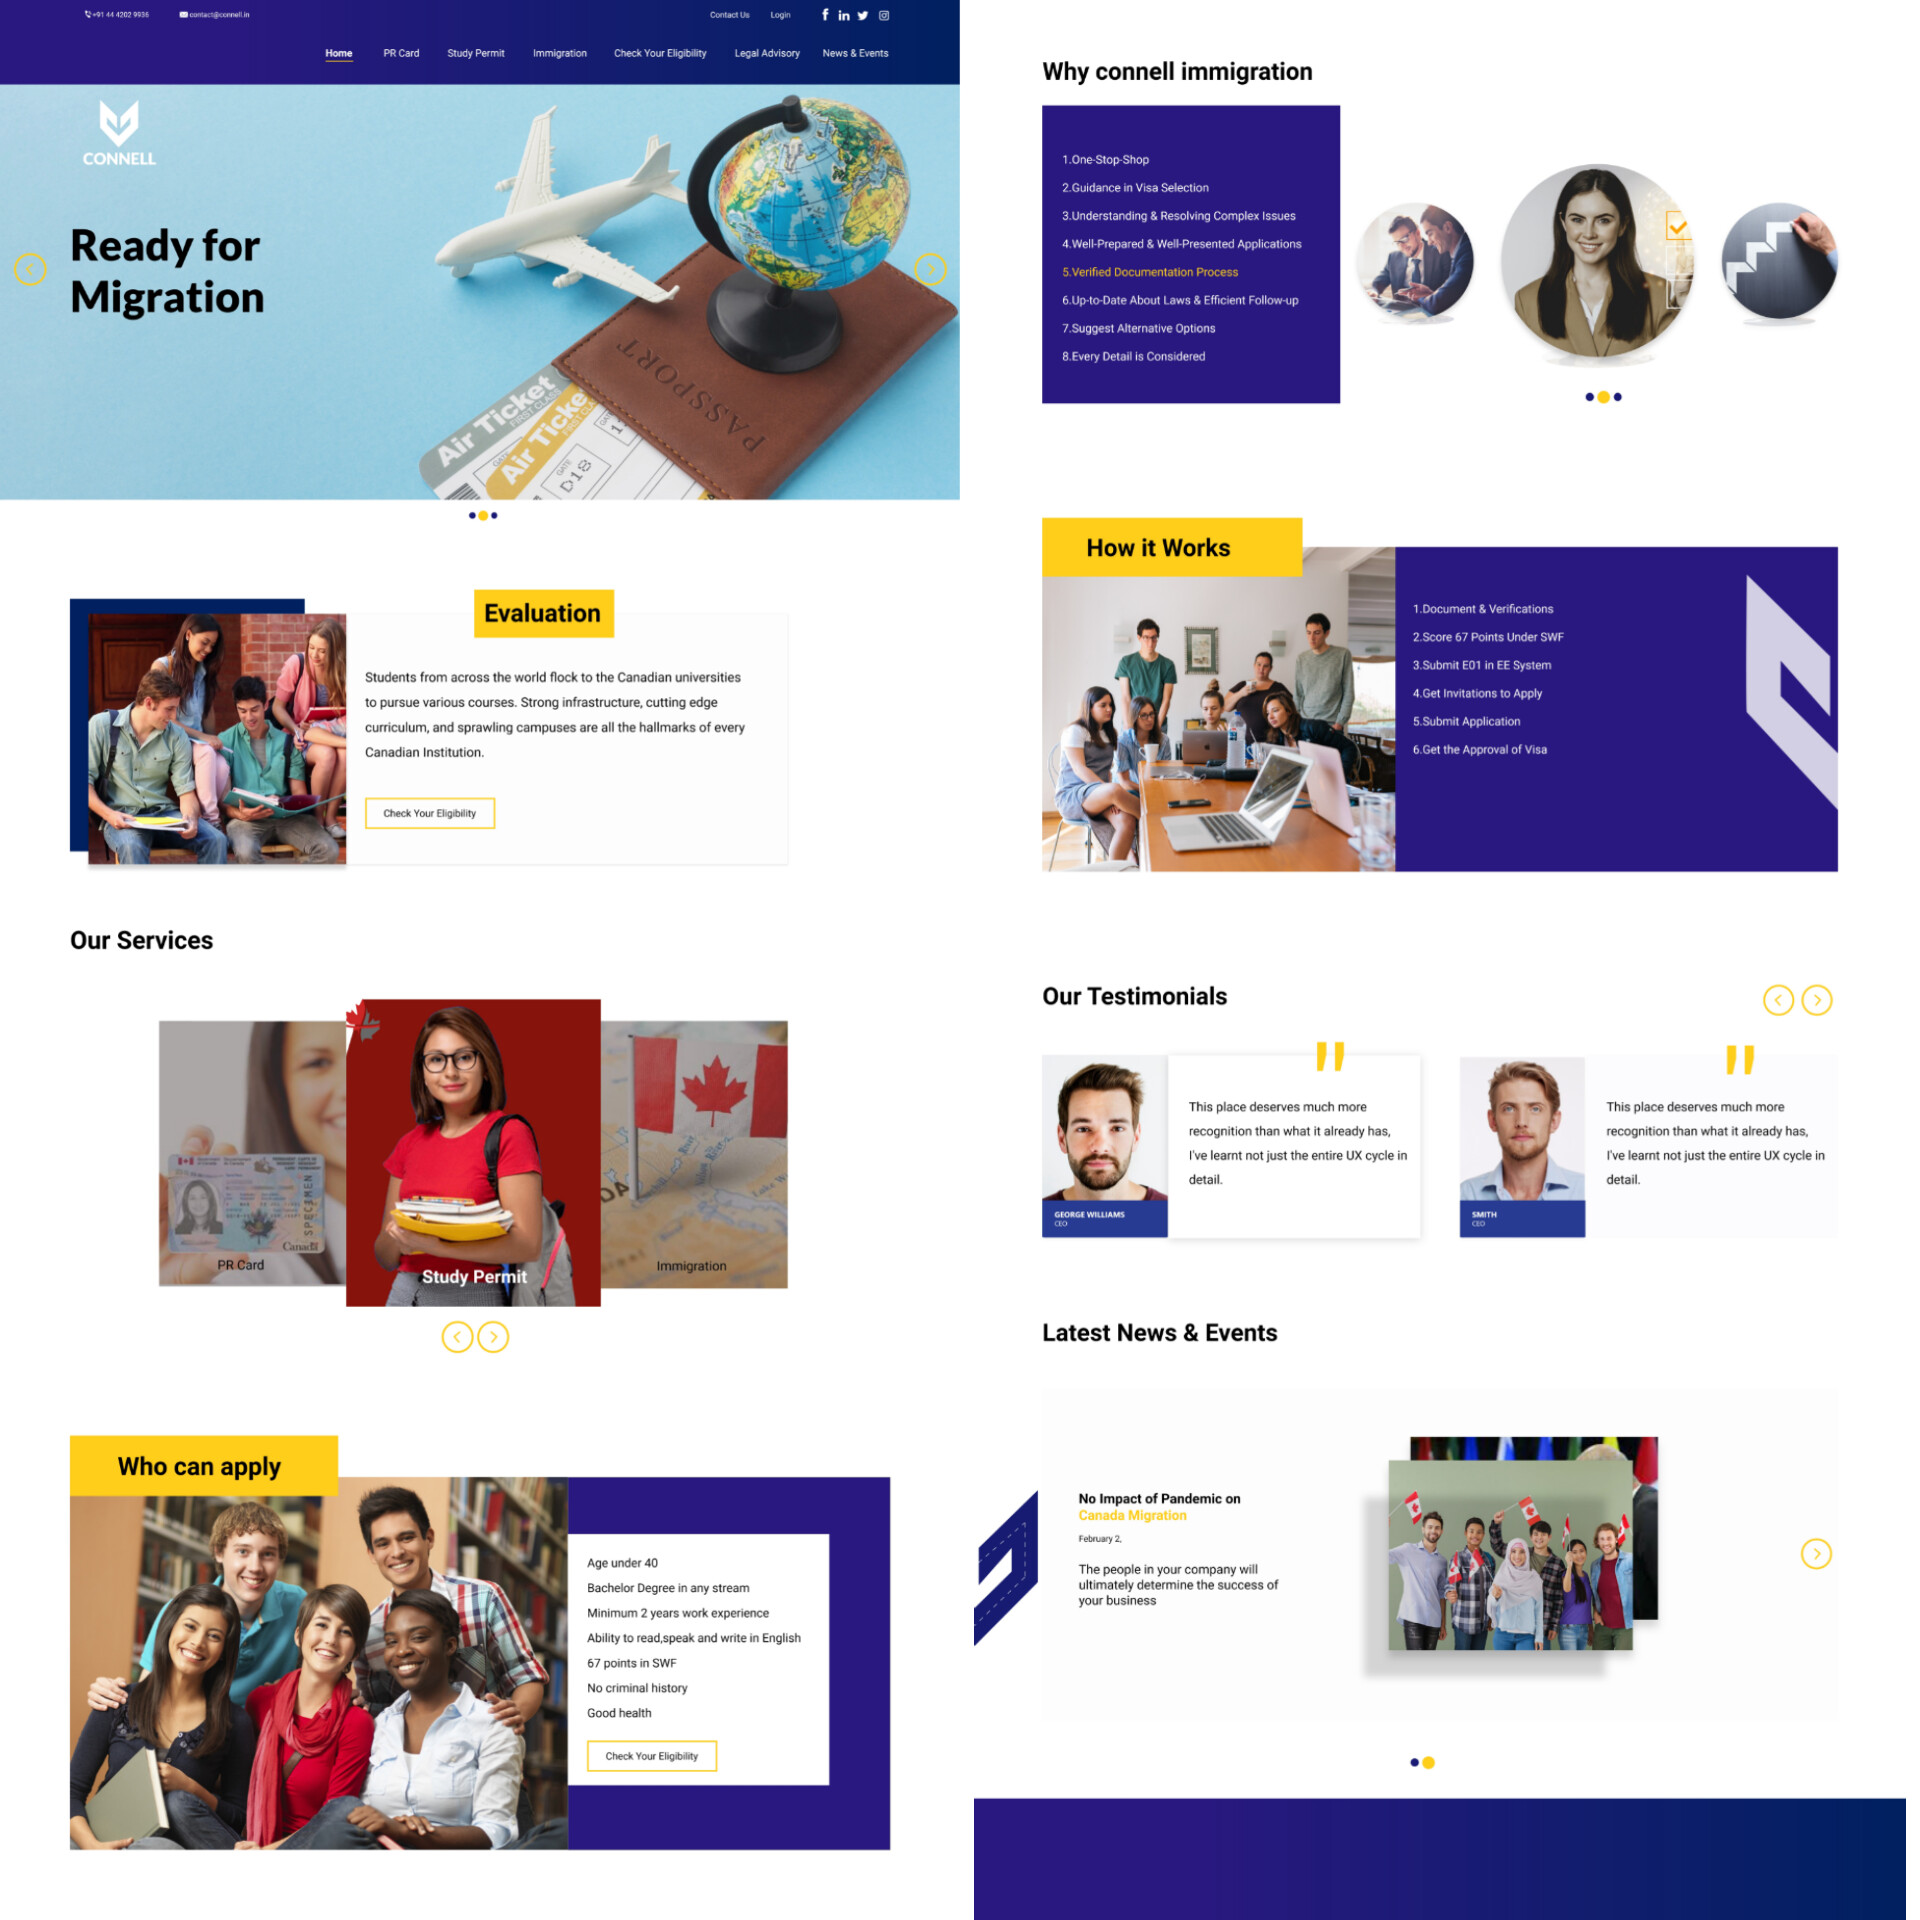 +91 44 4202 9936
contact@connell.in
Contact Us
Login
Home
PR Card
Study Permit
Immigration
Check Your Eligibility
Legal Advisory
News & Events
CONNELL
Ready for
Migration
PASSPORT
Air Ticket
FIRST CLASS
Air Ticket
FIRST
GATE
GATE
D18
Evaluation
Students from across the world flock to the Canadian universities
to pursue various courses. Strong infrastructure, cutting edge
curriculum, and sprawling campuses are all the hallmarks of every
Canadian Institution.
Check Your Eligibility
Our Services
SPECIMEN
Canada
PR Card
Study Permit
Immigration
Who can apply
Age under 40
Bachelor Degree in any stream
Minimum 2 years work experience
Ability to read,speak and write in English
67 points in SWF
No criminal history
Good health
Check Your Eligibility
Why connell immigration
1.One-Stop-Shop
2.Guidance in Visa Selection
3.Understanding & Resolving Complex Issues
4.Well-Prepared & Well-Presented Applications
5.Verified Documentation Process
6.Up-to-Date About Laws & Efficient Follow-up
7.Suggest Alternative Options
8.Every Detail is Considered
How it Works
1.Document & Verifications
2.Score 67 Points Under SWF
3.Submit E01 in EE System
4.Get Invitations to Apply
5.Submit Application
6.Get the Approval of Visa
Our Testimonials
"
This place deserves much more
recognition than what it already has,
I've learnt not just the entire UX cycle in
detail.
GEORGE WILLIAMS
CEO
"
This place deserves much more
recognition than what it already has,
I've learnt not just the entire UX cycle in
detail.
SMITH
CEO
Latest News & Events
No Impact of Pandemic on
Canada Migration
February 2,
The people in your company will
ultimately determine the success of
your business